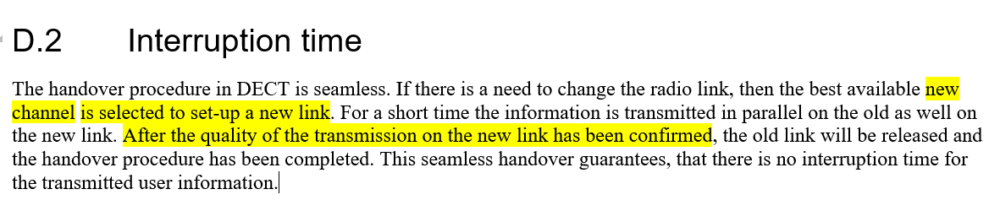 D.2 Interruption time
The handover procedure in DECT is seamless. If there is a need to change the radio link, then the best available new
channel is selected to set-up a new link. For a short time the information is transmitted in parallel on the old as well on
the new link. After the quality of the transmission on the new link has been confirmed, the old link will be released and
the handover procedure has been completed. This seamless handover guarantees, that there is no interruption time for
the transmitted user information.